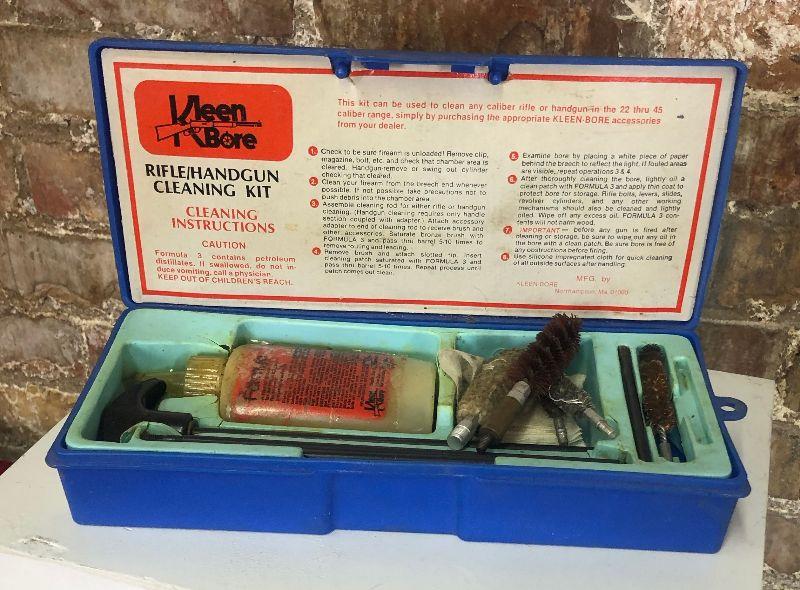 Kleen
Bore
RIFLE/HANDGUN
CLEANING KIT
CLEANING
INSTRUCTIONS
CAUTION
Formula 3 contains petroleum
distillates. If swallowed, do not in-
duce vomiting, call a physician.
KEEP OUT OF CHILDREN'S REACH.
This kit can be used to clean any caliber rifle or handgun in the 22 thru 45
caliber range, simply by purchasing the appropriate KLEEN-BORE accessories
from your dealer.
1. Check to be sure firearm is unloaded! Remove clip,
magazine, bolt, etc. and check that chamber area is
cleared. Handgun-remove or swing out cylinder
checking that cleared.
2. Clean your firearm from the breech end whenever
possible. If not possible take precautions not to
push debris into the chamber area.
3. Assemble cleaning rod for either rifle or handgun
cleaning. (Handgun cleaning requires only handle
section coupled with adapter.) Attach accessory
adapter to end of cleaning rod to receive brush and
other accessories. Saturate bronze brush with
FORMULA 3 and pass thru barrel 5-10 times to
remove fouling and leading.
4. Remove brush and attach slotted tip. Insert
cleaning patch saturated with FORMULA 3 and
pass thru barrel 5-10 times. Repeat process until
patch comes out clean.
5. Examine bore by placing a white piece of paper
behind the breech to reflect the light. If fouled areas
are visible, repeat operations 3 & 4.
6. After thoroughly cleaning the bore, lightly oil a
clean patch with FORMULA 3 and apply thin coat to
protect bore for storage. Rifle bolts, levers, slides,
revolver cylinders, and any other working
mechanisms should also be cleaned and lightly
oiled. Wipe off any excess oil. FORMULA 3 con-
tents will not harm wood.
7. IMPORTANT — before any gun is fired after
cleaning or storage, be sure to wipe out any oil in
the bore with a clean patch. Be sure bore is free of
any obstructions before firing.
8. Use silicone impregnated cloth for quick cleaning
of all outside surfaces after handling.
MFG. by
KLEEN-BORE
Northampton, Ma. 01060
Kleen
Bore